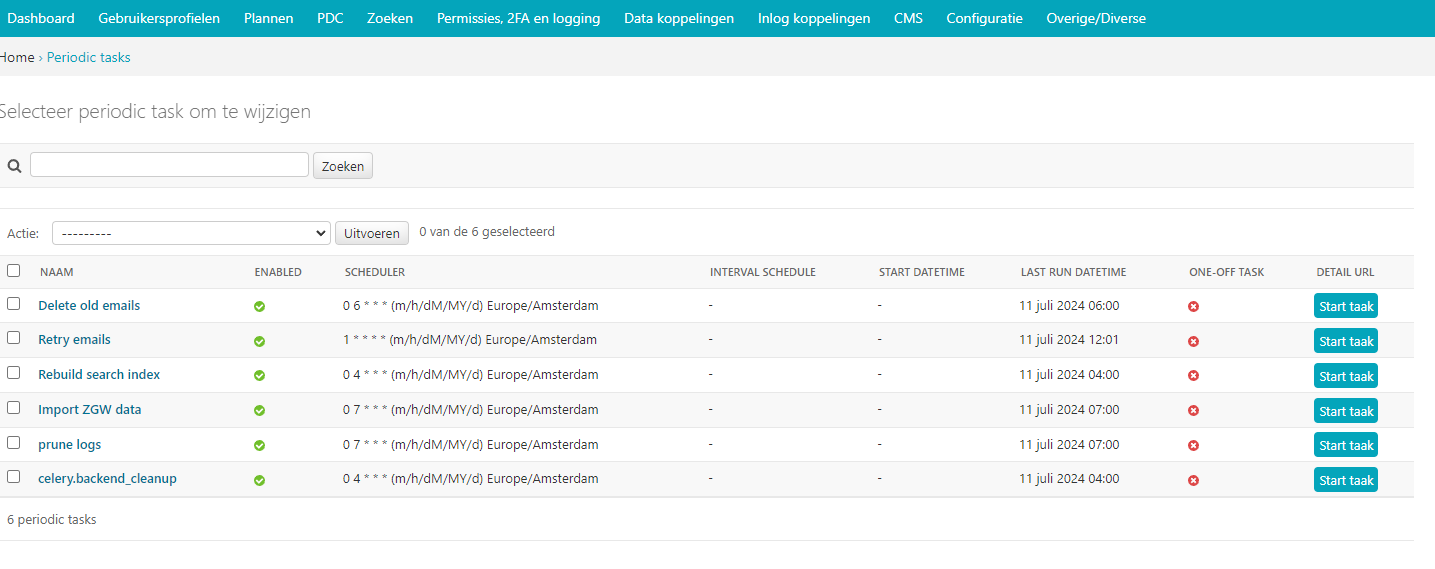 Dashboard Gebruikersprofielen Plannen PDC Zoeken Permissies, 2FA en logging Data koppelingen Inlog koppelingen CMS Configuratie Overige/Diverse
Home › Periodic tasks
Selecteer periodic task om te wijzigen
Zoeken
Actie: --------- Uitvoeren 0 van de 6 geselecteerd
NAAM ENABLED SCHEDULER INTERVAL SCHEDULE START DATETIME LAST RUN DATETIME ONE-OFF TASK DETAIL URL
Delete old emails 0 6 * * * (m/h/dM/MY/d) Europe/Amsterdam - - 11 juli 2024 06:00 Start taak
Retry emails 1 * * * * (m/h/dM/MY/d) Europe/Amsterdam - - 11 juli 2024 12:01 Start taak
Rebuild search index 0 4 * * * (m/h/dM/MY/d) Europe/Amsterdam - - 11 juli 2024 04:00 Start taak
Import ZGW data 0 7 * * * (m/h/dM/MY/d) Europe/Amsterdam - - 11 juli 2024 07:00 Start taak
prune logs 0 7 * * * (m/h/dM/MY/d) Europe/Amsterdam - - 11 juli 2024 07:00 Start taak
celery.backend_cleanup 0 4 * * * (m/h/dM/MY/d) Europe/Amsterdam - - 11 juli 2024 04:00 Start taak
6 periodic tasks